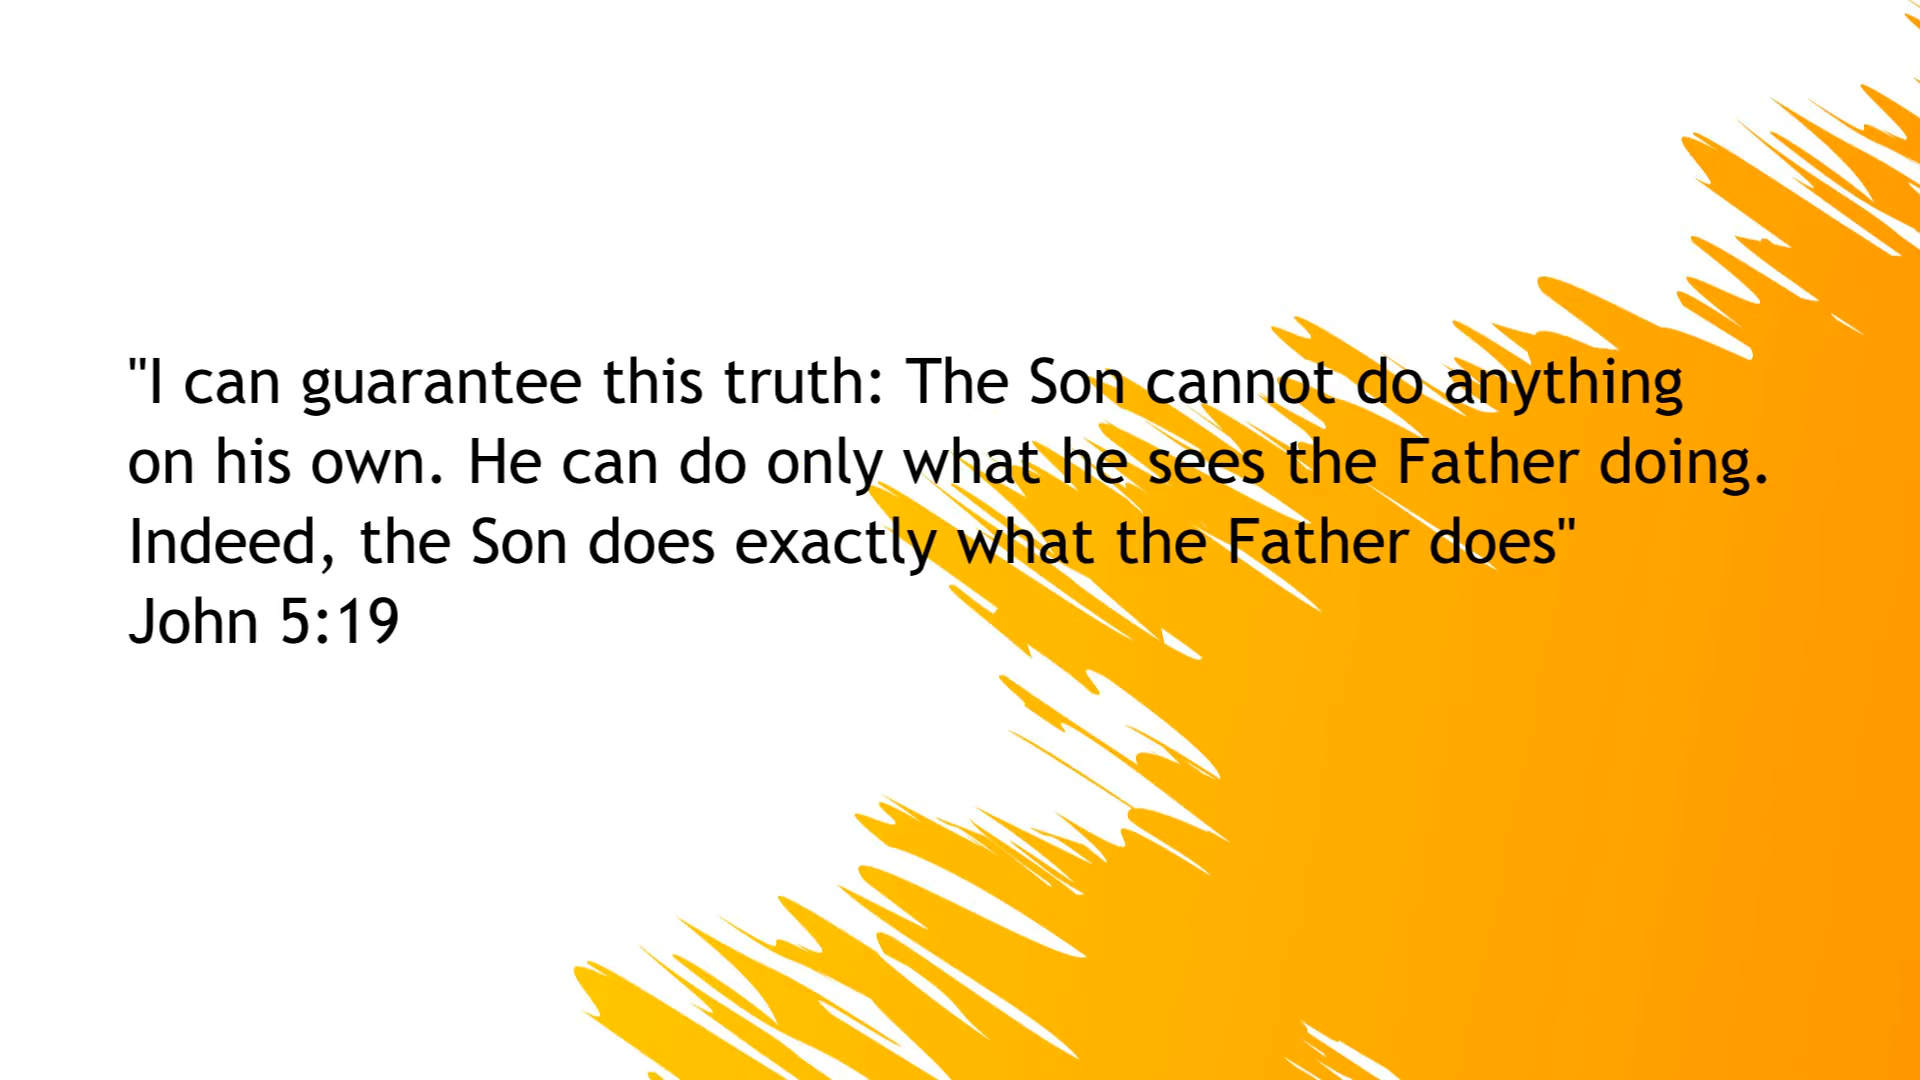 "I can guarantee this truth: The Son cannot do anything
on his own. He can do only what he sees the Father doing.
Indeed, the Son does exactly what the Father does"
John 5:19